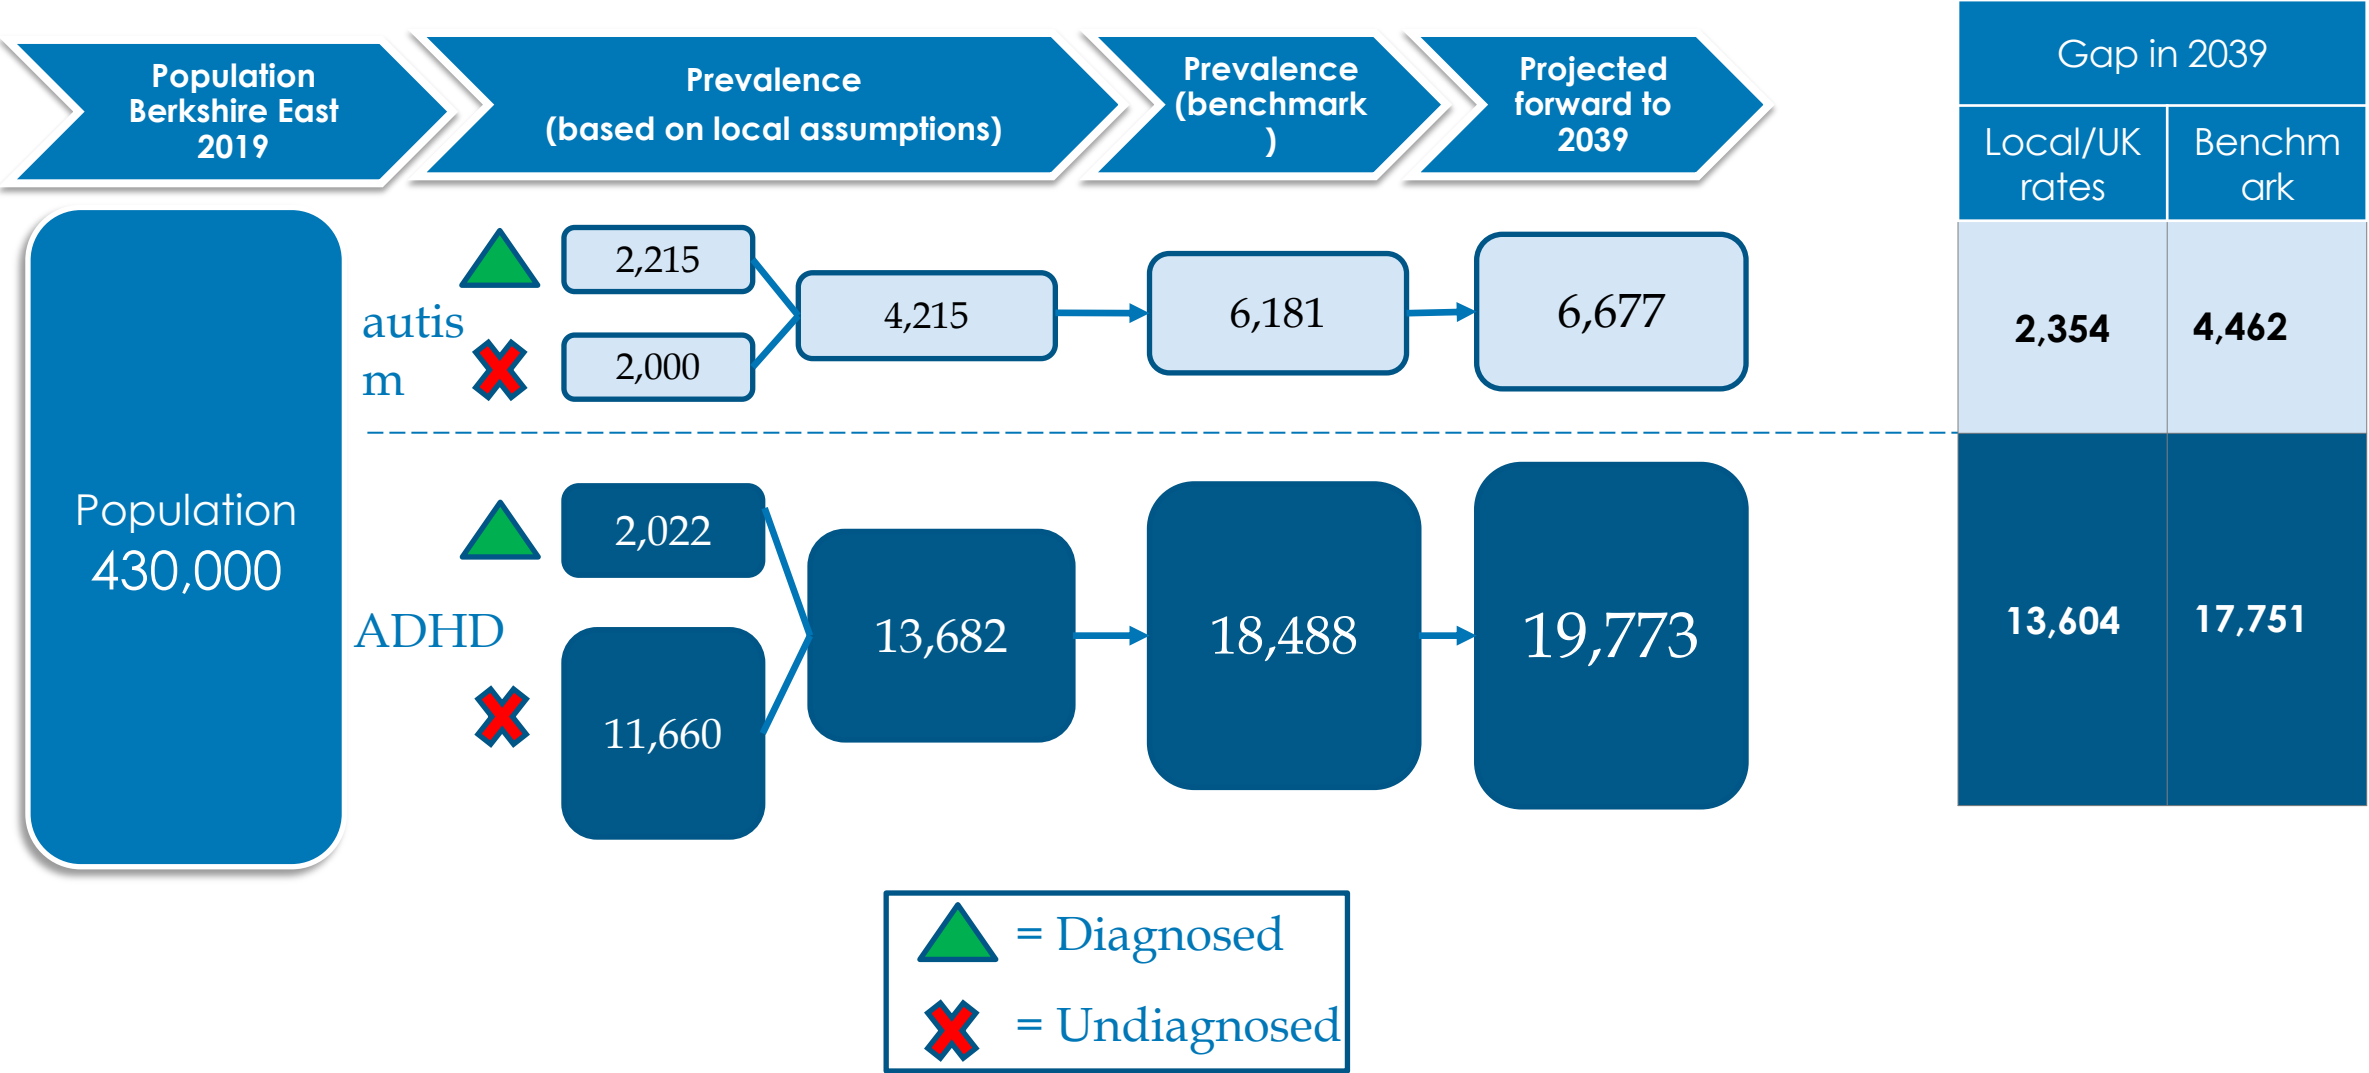 Population
Berkshire East
2019
Prevalence
(based on local assumptions)
Prevalence
(benchmark
)
Projected
forward to
2039
Gap in 2039
Local/UK
rates
Benchm
ark
Population
430,000
autis
m
2,215
2,000
4,215
6,181
6,677
2,354
4,462
ADHD
2,022
11,660
13,682
18,488
19,773
13,604
17,751
= Diagnosed
= Undiagnosed